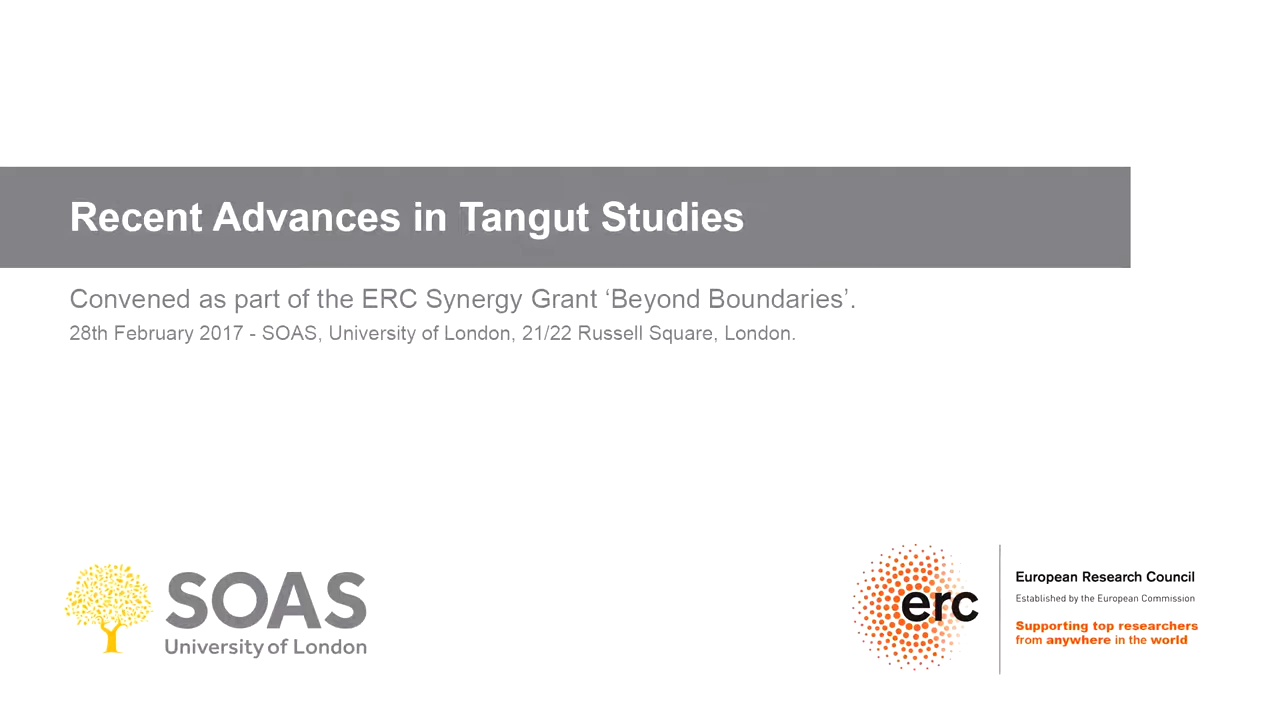 Recent Advances in Tangut Studies
Convened as part of the ERC Synergy Grant ‘Beyond Boundaries’.
28th February 2017 - SOAS, University of London, 21/22 Russell Square, London.
SOAS
University of London
erc
European Research Council
Established by the European Commission
Supporting top researchers
from anywhere in the world